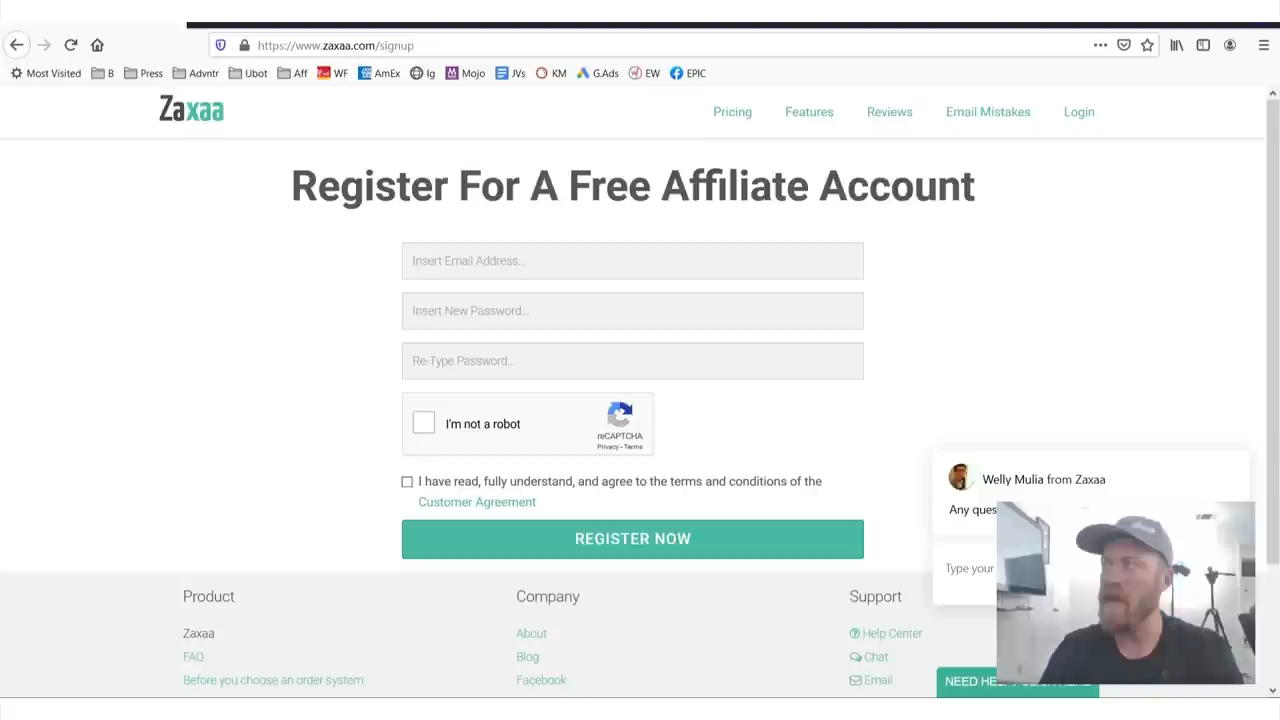 https://www.zaxaa.com/signup
Most Visited B Press Advntr Ubot Aff WF AmEx Ig Mojo JVs KM G.Ads EW EPIC
Zaxaa
Pricing Features Reviews Email Mistakes Login
Register For A Free Affiliate Account
Insert Email Address...
Insert New Password...
Re-Type Password...
I'm not a robot
reCAPTCHA
Privacy - Terms
I have read, fully understand, and agree to the terms and conditions of the
Customer Agreement
REGISTER NOW
Welly Mulia from Zaxaa
Any
Type your
Product Company Support
Zaxaa About Help Center
FAQ Blog Chat
Before you choose an order system Facebook Email
NEED